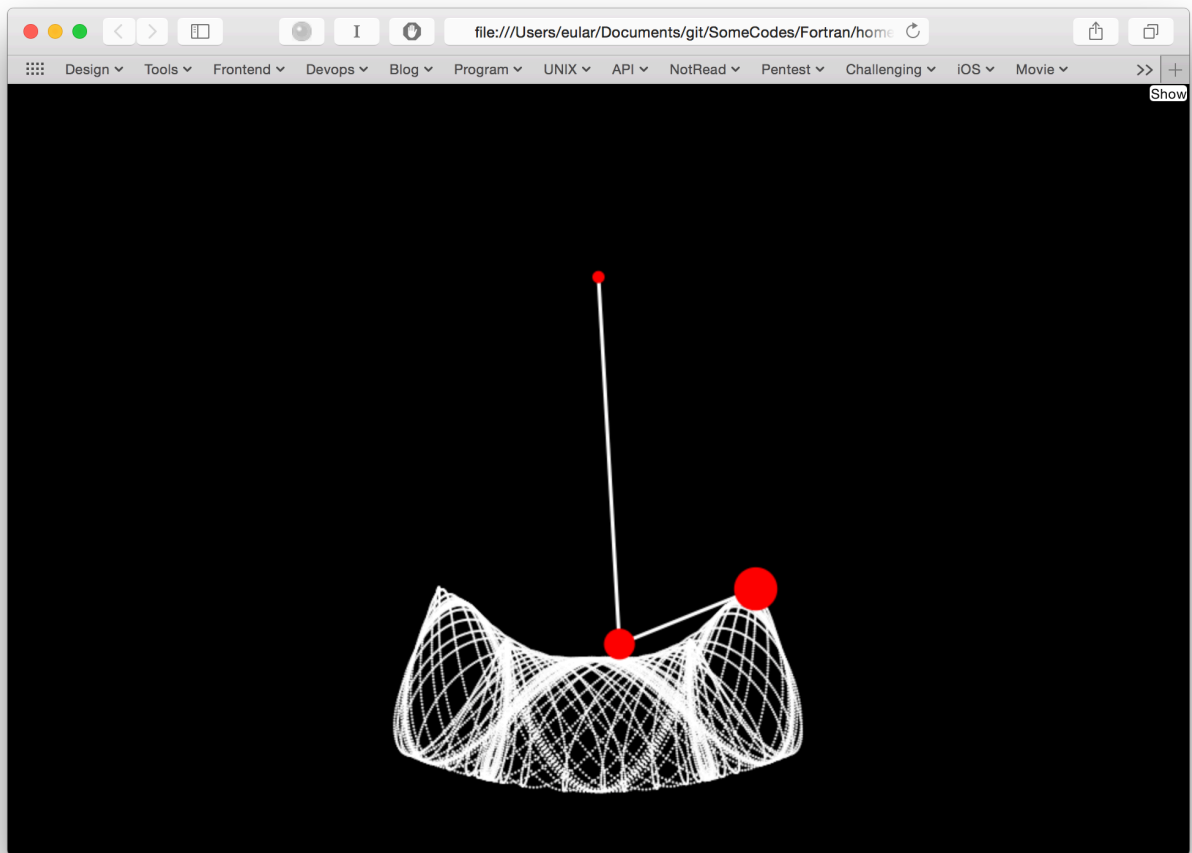 file:///Users/eular/Documents/git/SomeCodes/Fortran/home
Design Tools Frontend Devops Blog Program UNIX API NotRead Pentest Challenging iOS Movie >>
Show